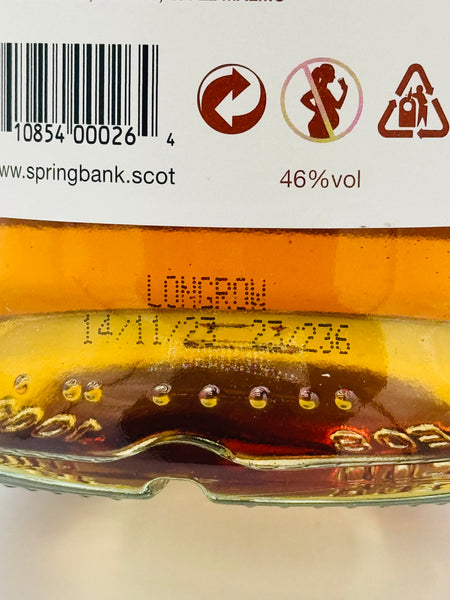 10854 00026 4
www.springbank.scot
46%vol
LONGROW
14/11/23 23/236